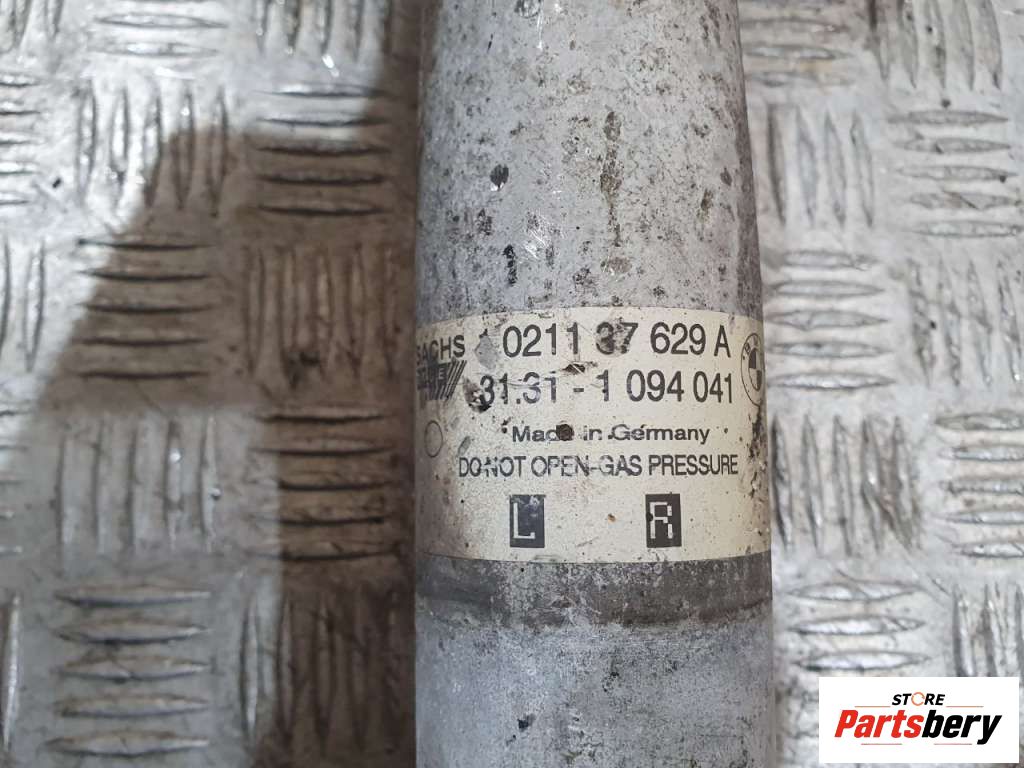 SACHS 0211 37 629 A
31.31 - 1 094 041
Made in Germany
DO NOT OPEN-GAS PRESSURE
L R
STORE
Partsbery